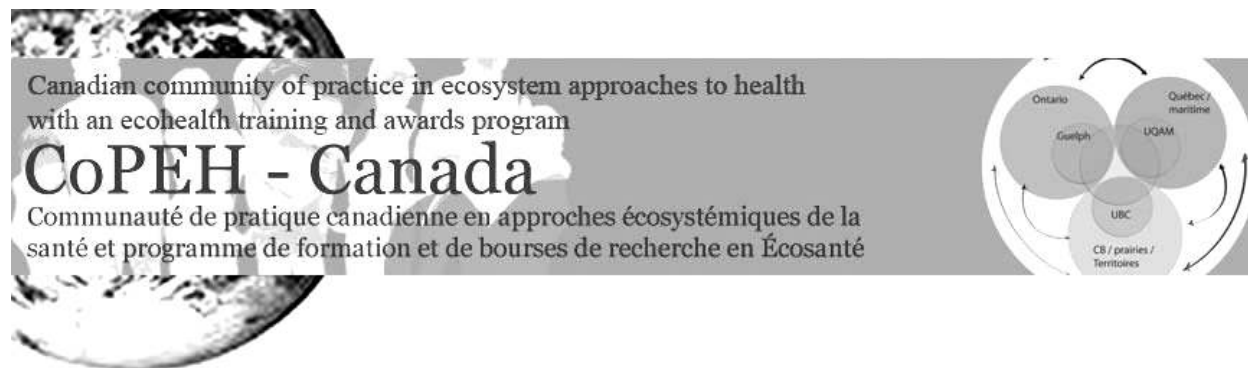 Canadian community of practice in ecosystem approaches to health
with an ecohealth training and awards program
CoPEH - Canada
Communauté de pratique canadienne en approches écosystémiques de la
santé et programme de formation et de bourses de recherche en Écosanté
Ontario
Québec /
maritime
Guelph
UQAM
UBC
CB / prairies /
Territoires